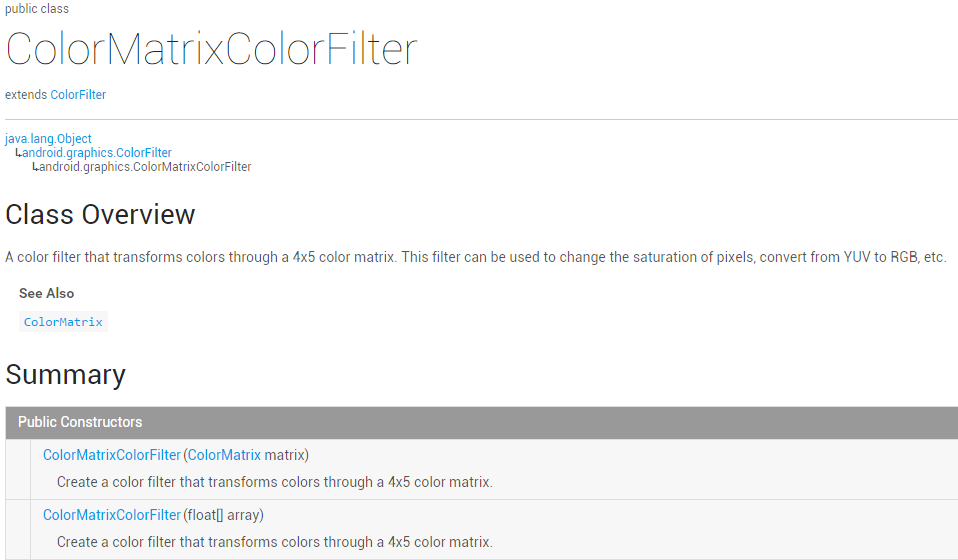 public class
ColorMatrixColorFilter
extends ColorFilter
java.lang.Object
↳android.graphics.ColorFilter
↳android.graphics.ColorMatrixColorFilter
Class Overview
A color filter that transforms colors through a 4x5 color matrix. This filter can be used to change the saturation of pixels, convert from YUV to RGB, etc.
See Also
ColorMatrix
Summary
Public Constructors
ColorMatrixColorFilter(ColorMatrix matrix)
Create a color filter that transforms colors through a 4x5 color matrix.
ColorMatrixColorFilter(float[] array)
Create a color filter that transforms colors through a 4x5 color matrix.